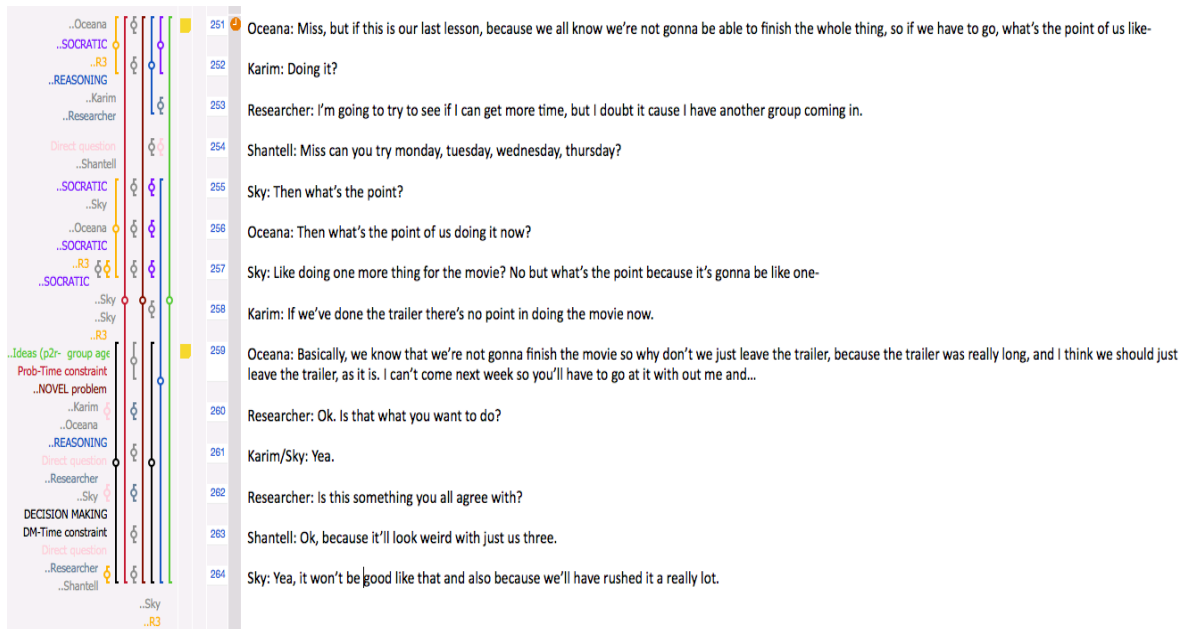 ..Oceana
..SOCRATIC
..R3
..REASONING
..Karim
..Researcher
Direct question
..Shantell
..SOCRATIC
..Sky
..Oceana
..SOCRATIC
..R3
..SOCRATIC
..Sky
..Sky
..R3
..Ideas (p2r- group age
Prob-Time constraint
..NOVEL problem
..Karim
..Oceana
..REASONING
Direct question
..Researcher
..Sky
DECISION MAKING
DM-Time constraint
Direct question
..Researcher
..Shantell
..Sky
..R3
251 Oceana: Miss, but if this is our last lesson, because we all know we’re not gonna be able to finish the whole thing, so if we have to go, what’s the point of us like-
252 Karim: Doing it?
253 Researcher: I’m going to try to see if I can get more time, but I doubt it cause I have another group coming in.
254 Shantell: Miss can you try monday, tuesday, wednesday, thursday?
255 Sky: Then what’s the point?
256 Oceana: Then what’s the point of us doing it now?
257 Sky: Like doing one more thing for the movie? No but what’s the point because it’s gonna be like one-
258 Karim: If we’ve done the trailer there’s no point in doing the movie now.
259 Oceana: Basically, we know that we’re not gonna finish the movie so why don’t we just leave the trailer, because the trailer was really long, and I think we should just
leave the trailer, as it is. I can’t come next week so you’ll have to go at it with out me and…
260 Researcher: Ok. Is that what you want to do?
261 Karim/Sky: Yea.
262 Researcher: Is this something you all agree with?
263 Shantell: Ok, because it’ll look weird with just us three.
264 Sky: Yea, it won’t be good like that and also because we’ll have rushed it a really lot.